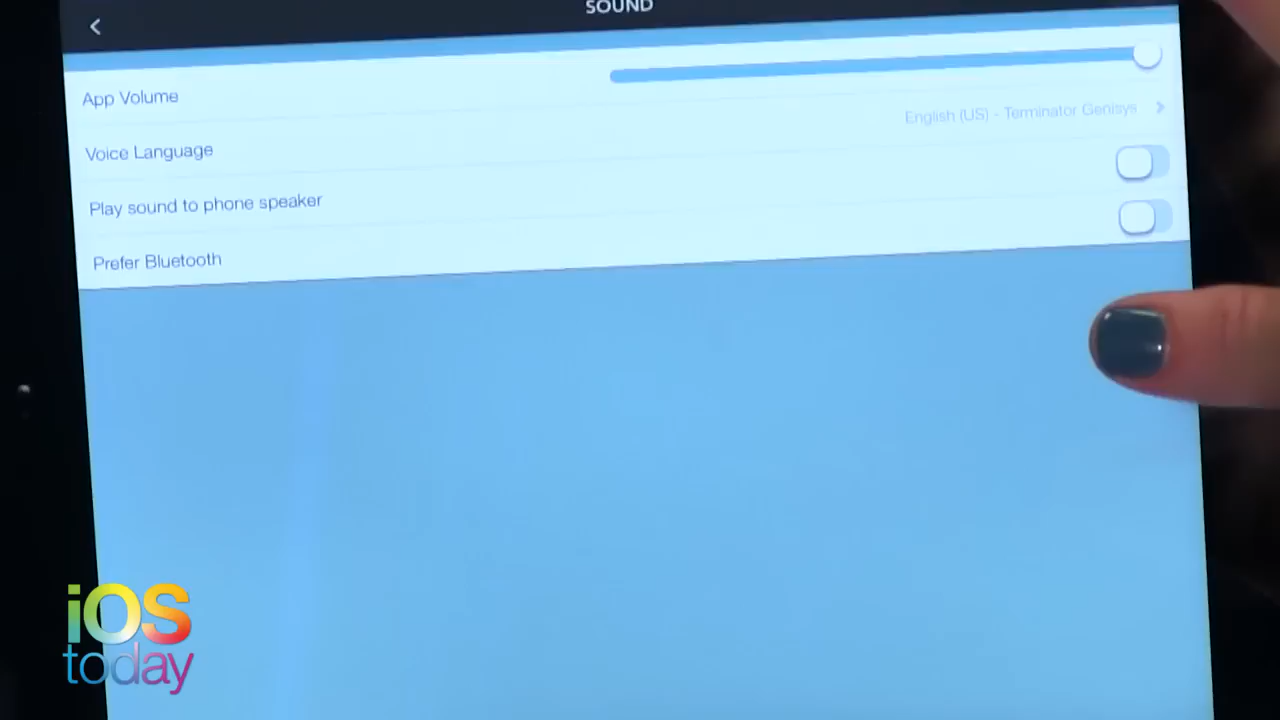 SOUND
App Volume
Voice Language
English (US) - Terminator Genisys
Play sound to phone speaker
Prefer Bluetooth
iOS
today